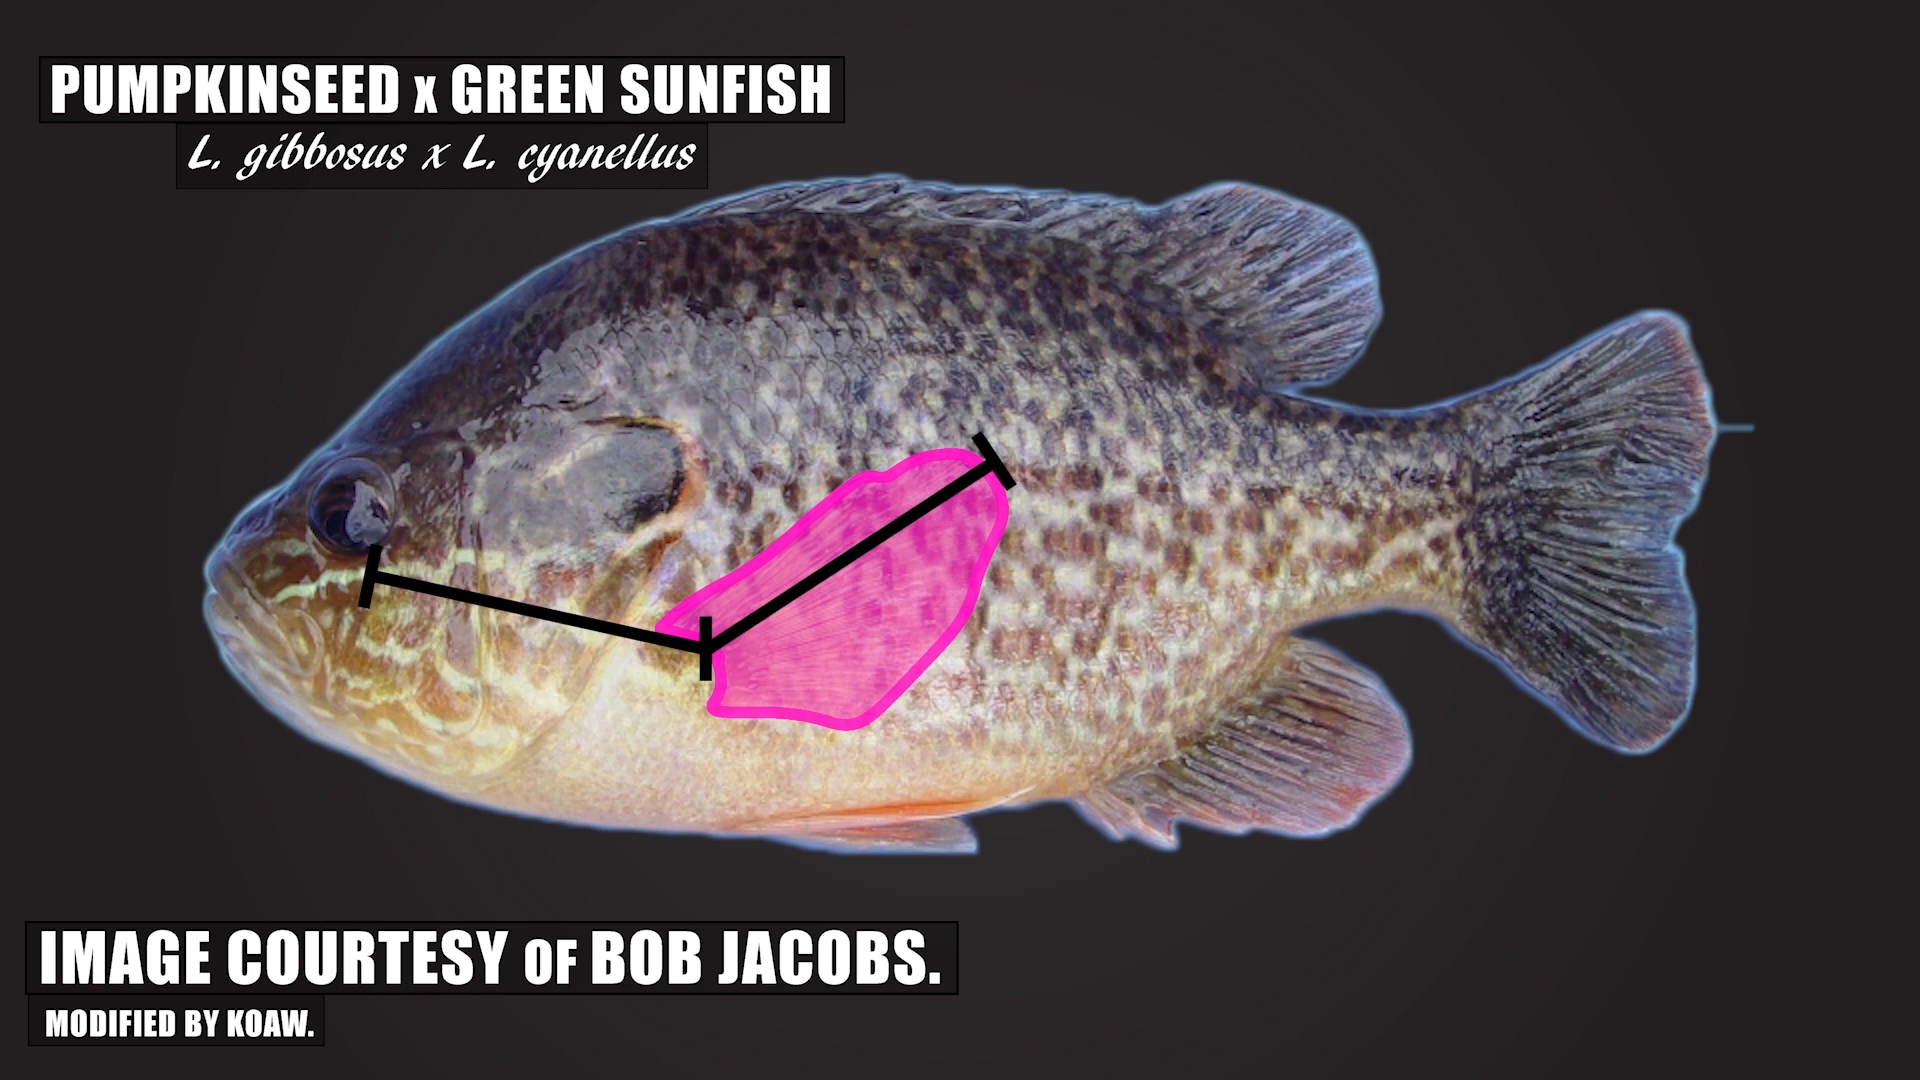 PUMPKINSEED x GREEN SUNFISH
L. gibbosus x L. cyanellus
IMAGE COURTESY OF BOB JACOBS.
MODIFIED BY KOAW.